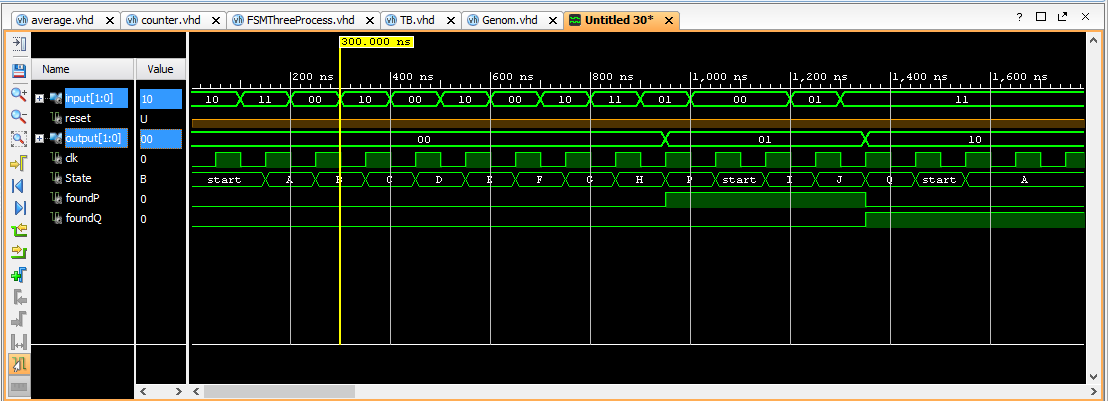 average.vhd counter.vhd FSMThreeProcess.vhd TB.vhd Genom.vhd Untitled 30*
300.000 ns
Name Value
200 ns 400 ns 600 ns 800 ns 1,000 ns 1,200 ns 1,400 ns 1,600 ns
input[1:0] 10 10 11 00 10 00 10 00 10 11 01 00 01 11
reset U
output[1:0] 00 00 01 10
clk 0
State B start A B C D E F G H P start I J Q start A
foundP 0
foundQ 0